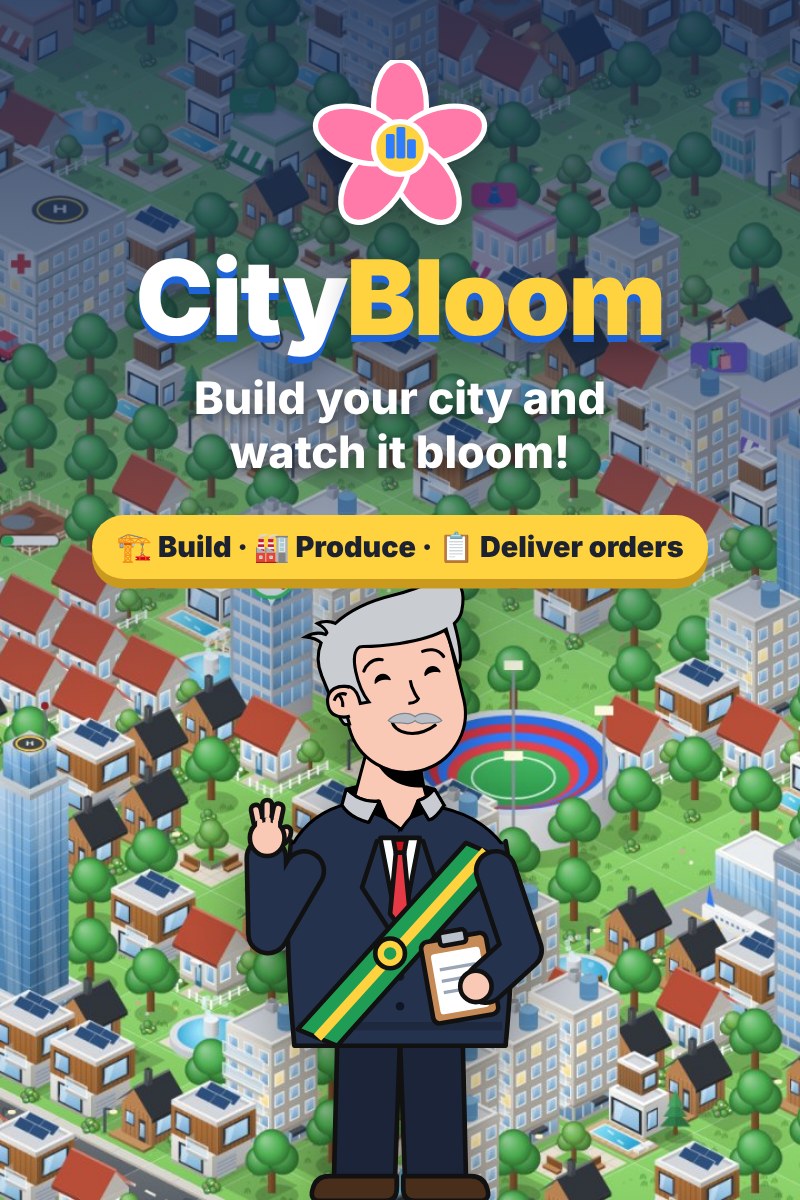 CityBloom
Build your city and
watch it bloom!
🏗️ Build · 🏭 Produce · 📋 Deliver orders
H
H